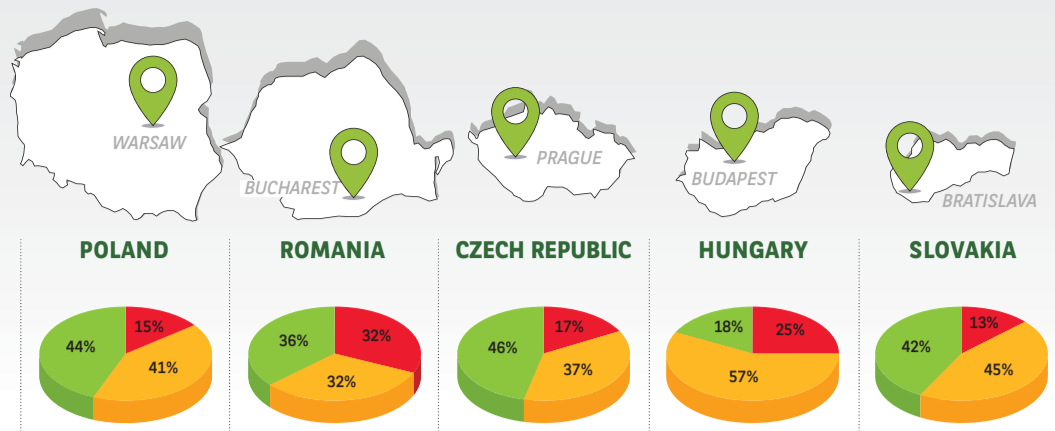 WARSAW
BUCHAREST
PRAGUE
BUDAPEST
BRATISLAVA
POLAND
ROMANIA
CZECH REPUBLIC
HUNGARY
SLOVAKIA
15%
44%
41%
32%
36%
32%
17%
46%
37%
18%
25%
57%
13%
42%
45%